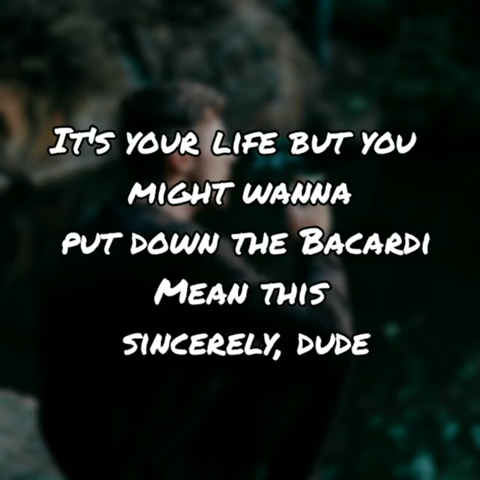 It's your life but you
might wanna
put down the Bacardi
Mean this
sincerely, dude